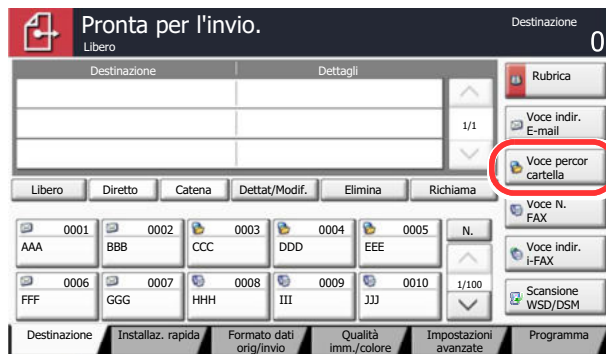 Pronta per l'invio.
Libero
Destinazione
0
Destinazione Dettagli
1/1
Rubrica
Voce indir.
E-mail
Voce percor
cartella
Voce N.
FAX
Voce indir.
i-FAX
Scansione
WSD/DSM
Libero Diretto Catena Dettat/Modif. Elimina Richiama
0001 0002 0003 0004 0005 N.
AAA BBB CCC DDD EEE
0006 0007 0008 0009 0010 1/100
FFF GGG HHH III JJJ
Destinazione
Installaz. rapida
Formato dati
orig/invio
Qualità
imm./colore
Impostazioni
avanzate
Programma